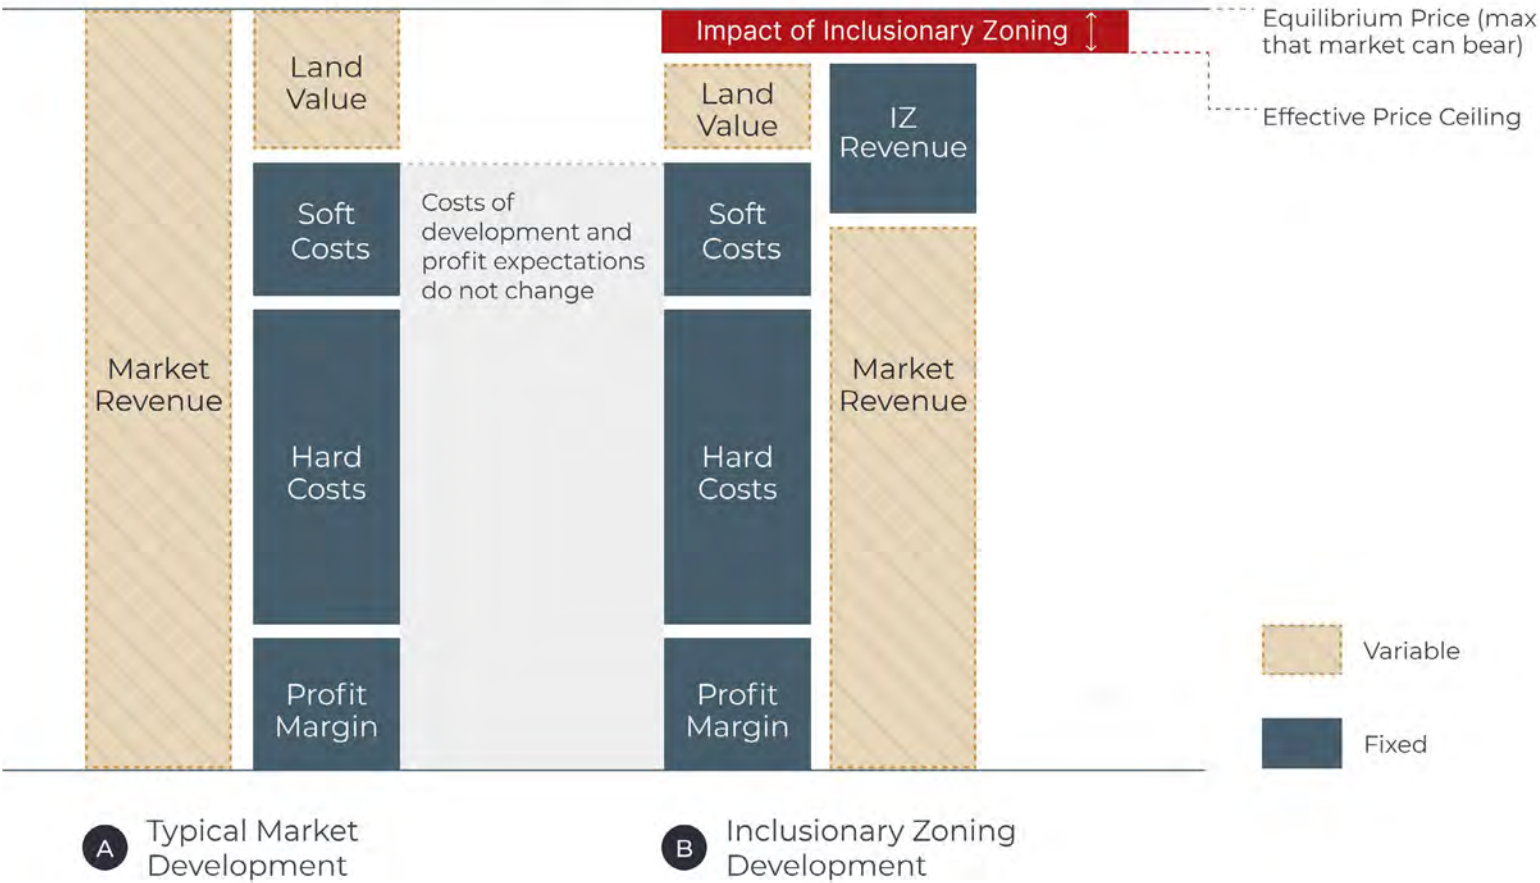 Impact of Inclusionary Zoning
Equilibrium Price (max
that market can bear)
Effective Price Ceiling
Market
Revenue
Land
Value
Soft
Costs
Hard
Costs
Profit
Margin
Costs of
development and
profit expectations
do not change
Land
Value
Soft
Costs
Hard
Costs
Profit
Margin
IZ
Revenue
Market
Revenue
Variable
Fixed
A
Typical Market
Development
B
Inclusionary Zoning
Development